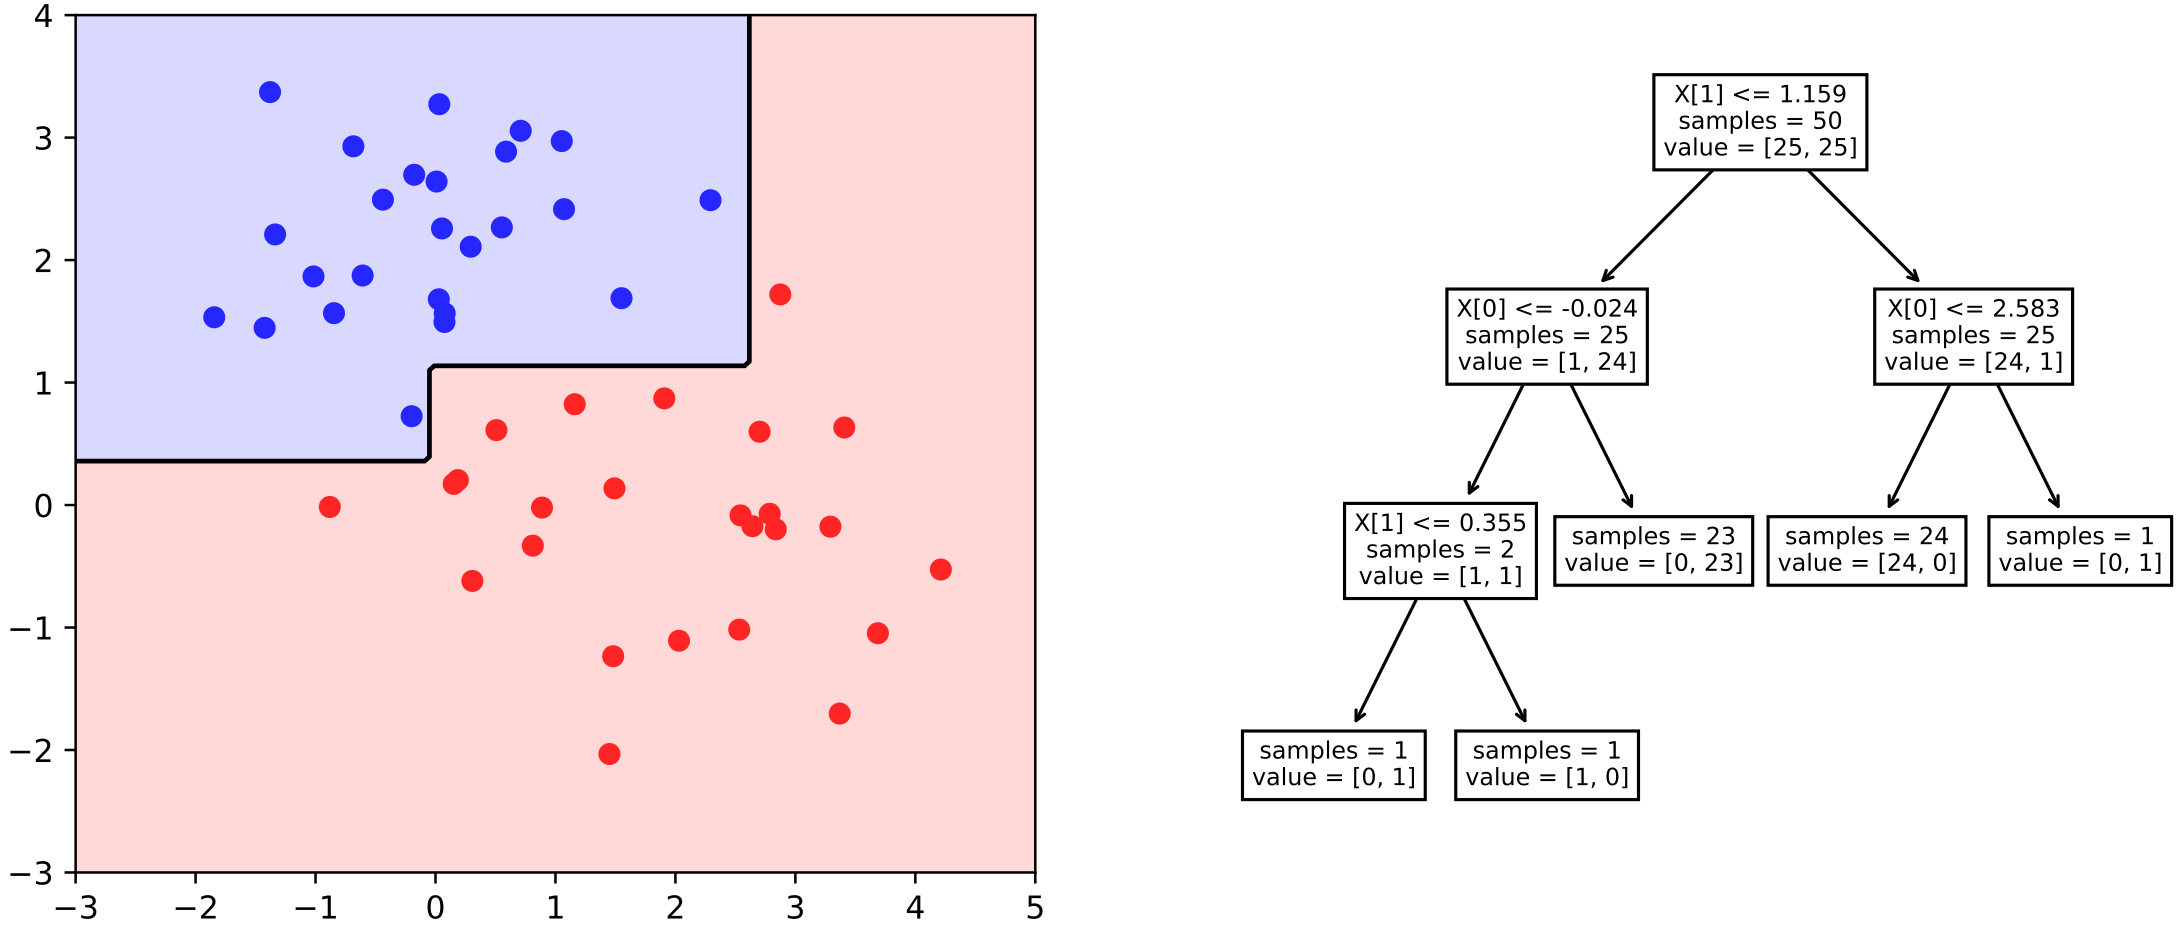 4
3
2
1
0
−1
−2
−3
−3 −2 −1 0 1 2 3 4 5
X[1] <= 1.159
samples = 50
value = [25, 25]
X[0] <= -0.024
samples = 25
value = [1, 24]
X[0] <= 2.583
samples = 25
value = [24, 1]
X[1] <= 0.355
samples = 2
value = [1, 1]
samples = 23
value = [0, 23]
samples = 24
value = [24, 0]
samples = 1
value = [0, 1]
samples = 1
value = [0, 1]
samples = 1
value = [1, 0]